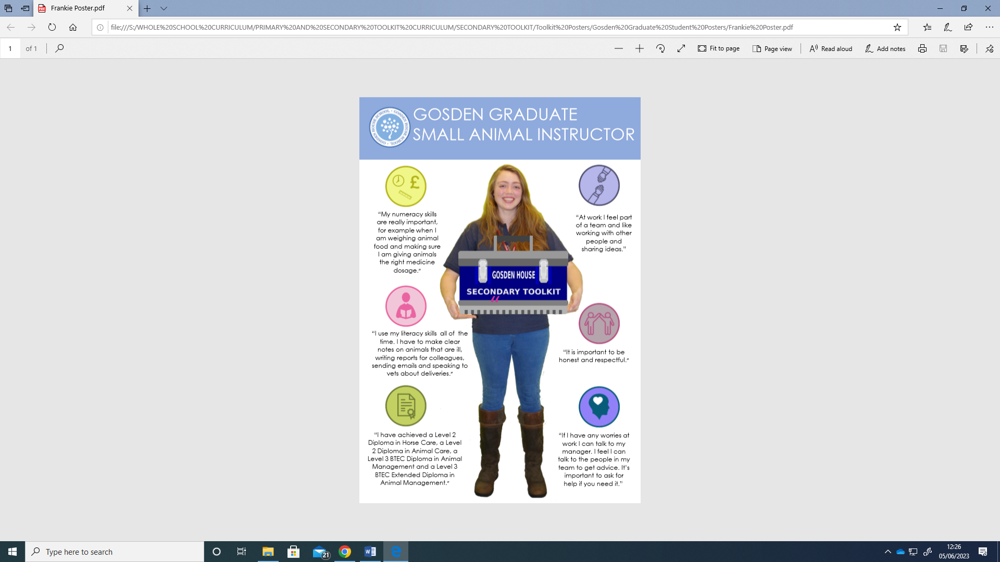 Frankie Poster.pdf
file:///S:/WHOLE%20SCHOOL%20CURRICULUM/PRIMARY%20AND%20SECONDARY%20TOOLKIT%20CURRICULUM/SECONDARY%20TOOLKIT/Toolkit%20Posters/Gosden%20Graduate%20Student%20Posters/Frankie%20Poster.pdf
1 of 1
Fit to page
Page view
Read aloud
Add notes
GOSDEN HOUSE SCHOOL • GOSDEN HOUSE SCHOOL •
GOSDEN GRADUATE
SMALL ANIMAL INSTRUCTOR
£
“My numeracy skills
are really important,
for example when I
am weighing animal
food and making sure
I am giving animals
the right medicine
dosage.”
“I use my literacy skills all of the
time. I have to make clear
notes on animals that are ill,
writing reports for colleagues,
sending emails and speaking to
vets about deliveries.”
“I have achieved a Level 2
Diploma in Horse Care, a Level
2 Diploma in Animal Care, a
Level 3 BTEC Diploma in Animal
Management and a Level 3
BTEC Extended Diploma in
Animal Management.”
GOSDEN HOUSE
SECONDARY TOOLKIT
“
“At work I feel part
of a team and like
working with other
people and
sharing ideas.”
“It is important to be
honest and respectful.”
“If I have any worries at
work I can talk to my
manager. I feel I can
talk to the people in my
team to get advice. It’s
important to ask for
help if you need it.”
Type here to search
21
12:26
05/06/2023